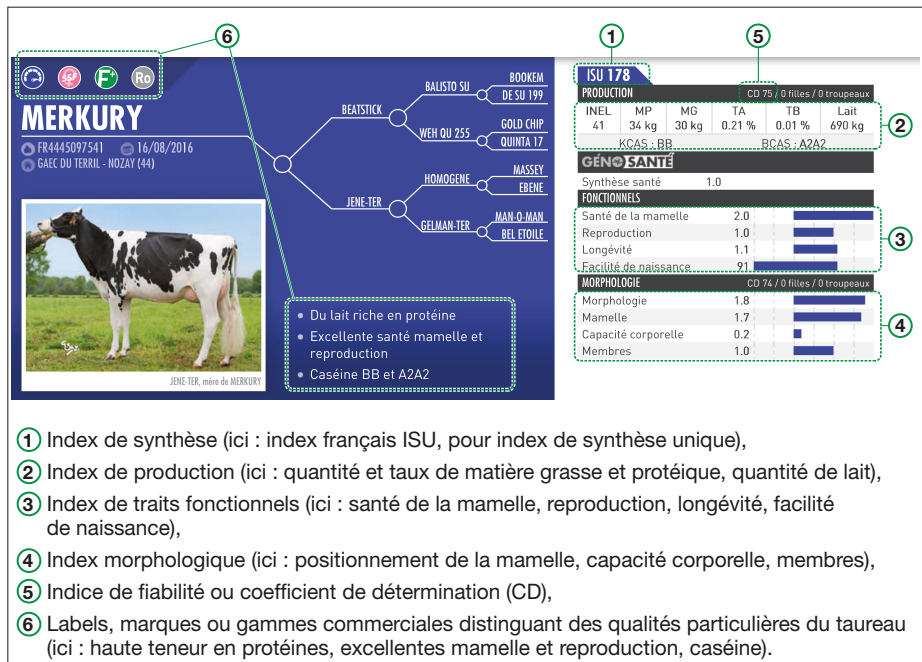 6
1
5
SSF
F+
Ro
MERKURY
FR4445097541 16/08/2016
GAEC DU TERRIL - NOZAY (44)
BEATSTICK
JENE-TER
BALISTO SU
WEH QU 255
HOMOGENE
GELMAN-TER
BOOKEM
DE SU 199
GOLD CHIP
QUINTA 17
MASSEY
EBENE
MAN-O-MAN
BEL ETOILE
JENE-TER, mère de MERKURY
• Du lait riche en protéine
• Excellente santé mamelle et
reproduction
• Caséine BB et A2A2
ISU 178
PRODUCTION CD 75 / 0 filles / 0 troupeaux
INEL MP MG TA TB Lait
41 34 kg 30 kg 0.21 % 0.01 % 690 kg
KCAS : BB BCAS : A2A2
2
GÉNO SANTÉ
Synthèse santé 1.0
FONCTIONNELS
Santé de la mamelle 2.0
Reproduction 1.0
Longévité 1.1
Facilité de naissance 91
3
MORPHOLOGIE CD 74 / 0 filles / 0 troupeaux
Morphologie 1.8
Mamelle 1.7
Capacité corporelle 0.2
Membres 1.0
4
1 Index de synthèse (ici : index français ISU, pour index de synthèse unique),
2 Index de production (ici : quantité et taux de matière grasse et protéique, quantité de lait),
3 Index de traits fonctionnels (ici : santé de la mamelle, reproduction, longévité, facilité
de naissance),
4 Index morphologique (ici : positionnement de la mamelle, capacité corporelle, membres),
5 Indice de fiabilité ou coefficient de détermination (CD),
6 Labels, marques ou gammes commerciales distinguant des qualités particulières du taureau
(ici : haute teneur en protéines, excellentes mamelle et reproduction, caséine).